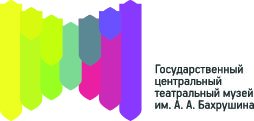 Государственный
центральный
театральный музей
им. А. А. Бахрушина